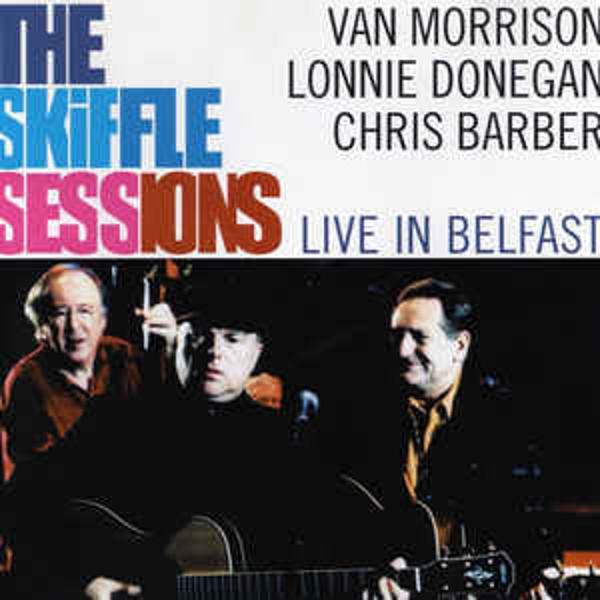 THE
SKiFFLE
SESSIONS
VAN MORRISON
LONNIE DONEGAN
CHRIS BARBER
LIVE IN BELFAST